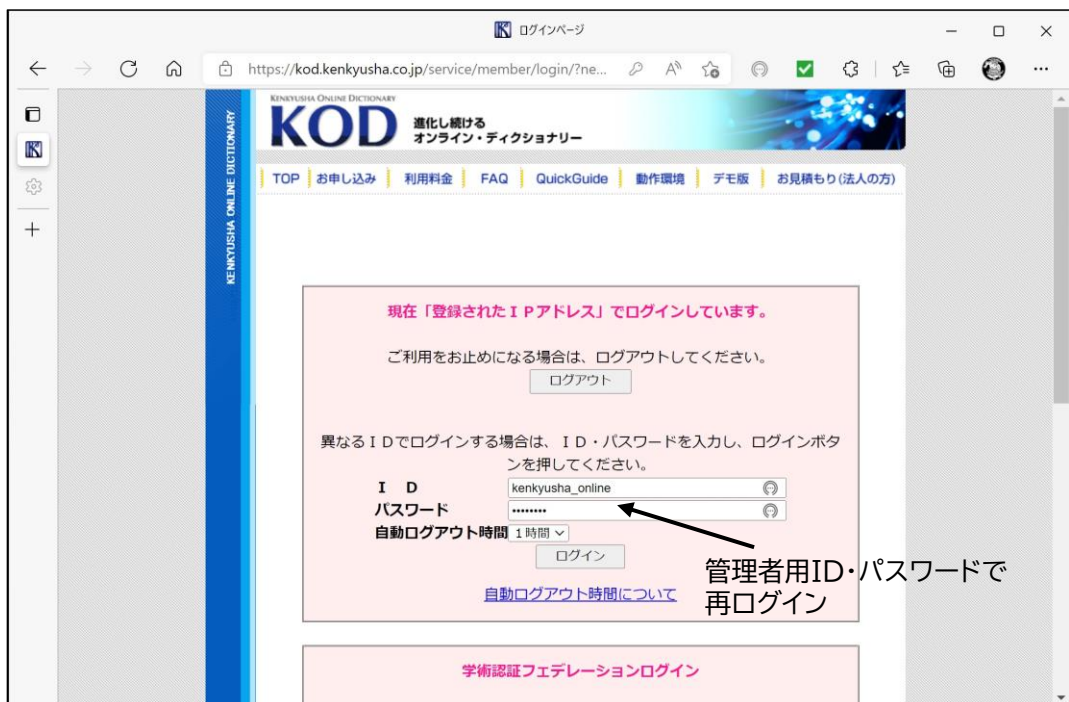 ログインページ
https://kod.kenkyusha.co.jp/service/member/login/?ne...
KENKYUSHA ONLINE DICTIONARY
KENKYUSHA ONLINE DICTIONARY
KOD
進化し続ける
オンライン・ディクショナリー
TOP お申し込み 利用料金 FAQ QuickGuide 動作環境 デモ版 お見積もり(法人の方)
現在「登録されたＩＰアドレス」でログインしています。
ご利用をお止めになる場合は、ログアウトしてください。
ログアウト
異なるＩＤでログインする場合は、ＩＤ・パスワードを入力し、ログインボタ
ンを押してください。
Ｉ Ｄ kenkyusha_online
パスワード ••••••••
自動ログアウト時間 １時間
ログイン
自動ログアウト時間について
管理者用ID・パスワードで
再ログイン
学術認証フェデレーションログイン